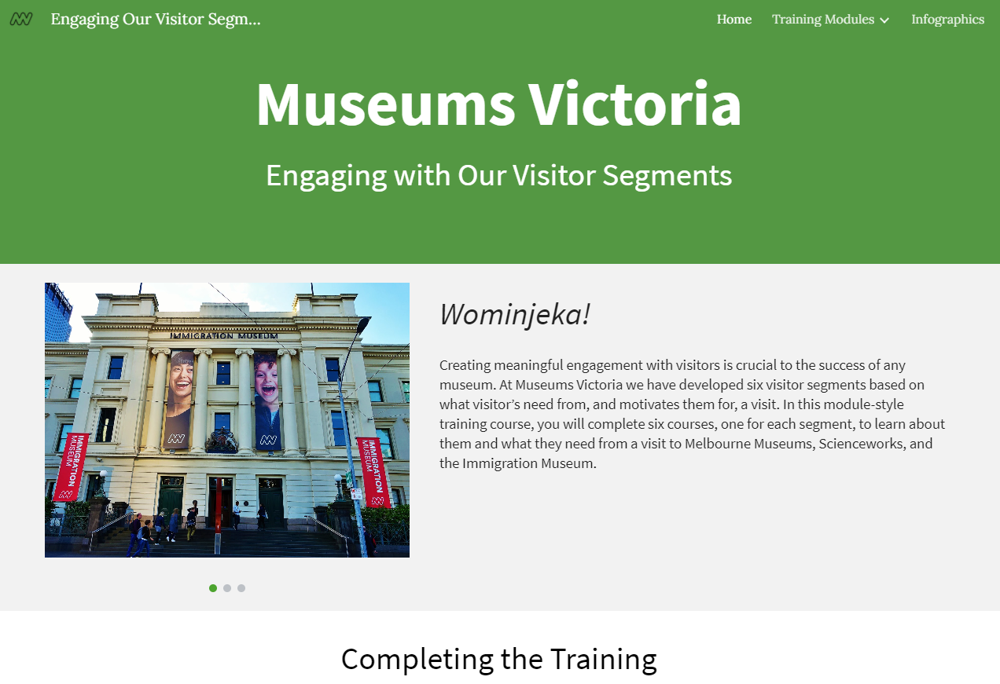 Engaging Our Visitor Segm...
Home
Training Modules
Infographics
Museums Victoria
Engaging with Our Visitor Segments
IMMIGRATION MUSEUM
IMMIGRATION
MUSEUM
IMMIGRATION
MUSEUM
Wominjeka!
Creating meaningful engagement with visitors is crucial to the success of any
museum. At Museums Victoria we have developed six visitor segments based on
what visitor’s need from, and motivates them for, a visit. In this module-style
training course, you will complete six courses, one for each segment, to learn about
them and what they need from a visit to Melbourne Museums, Scienceworks, and
the Immigration Museum.
Completing the Training